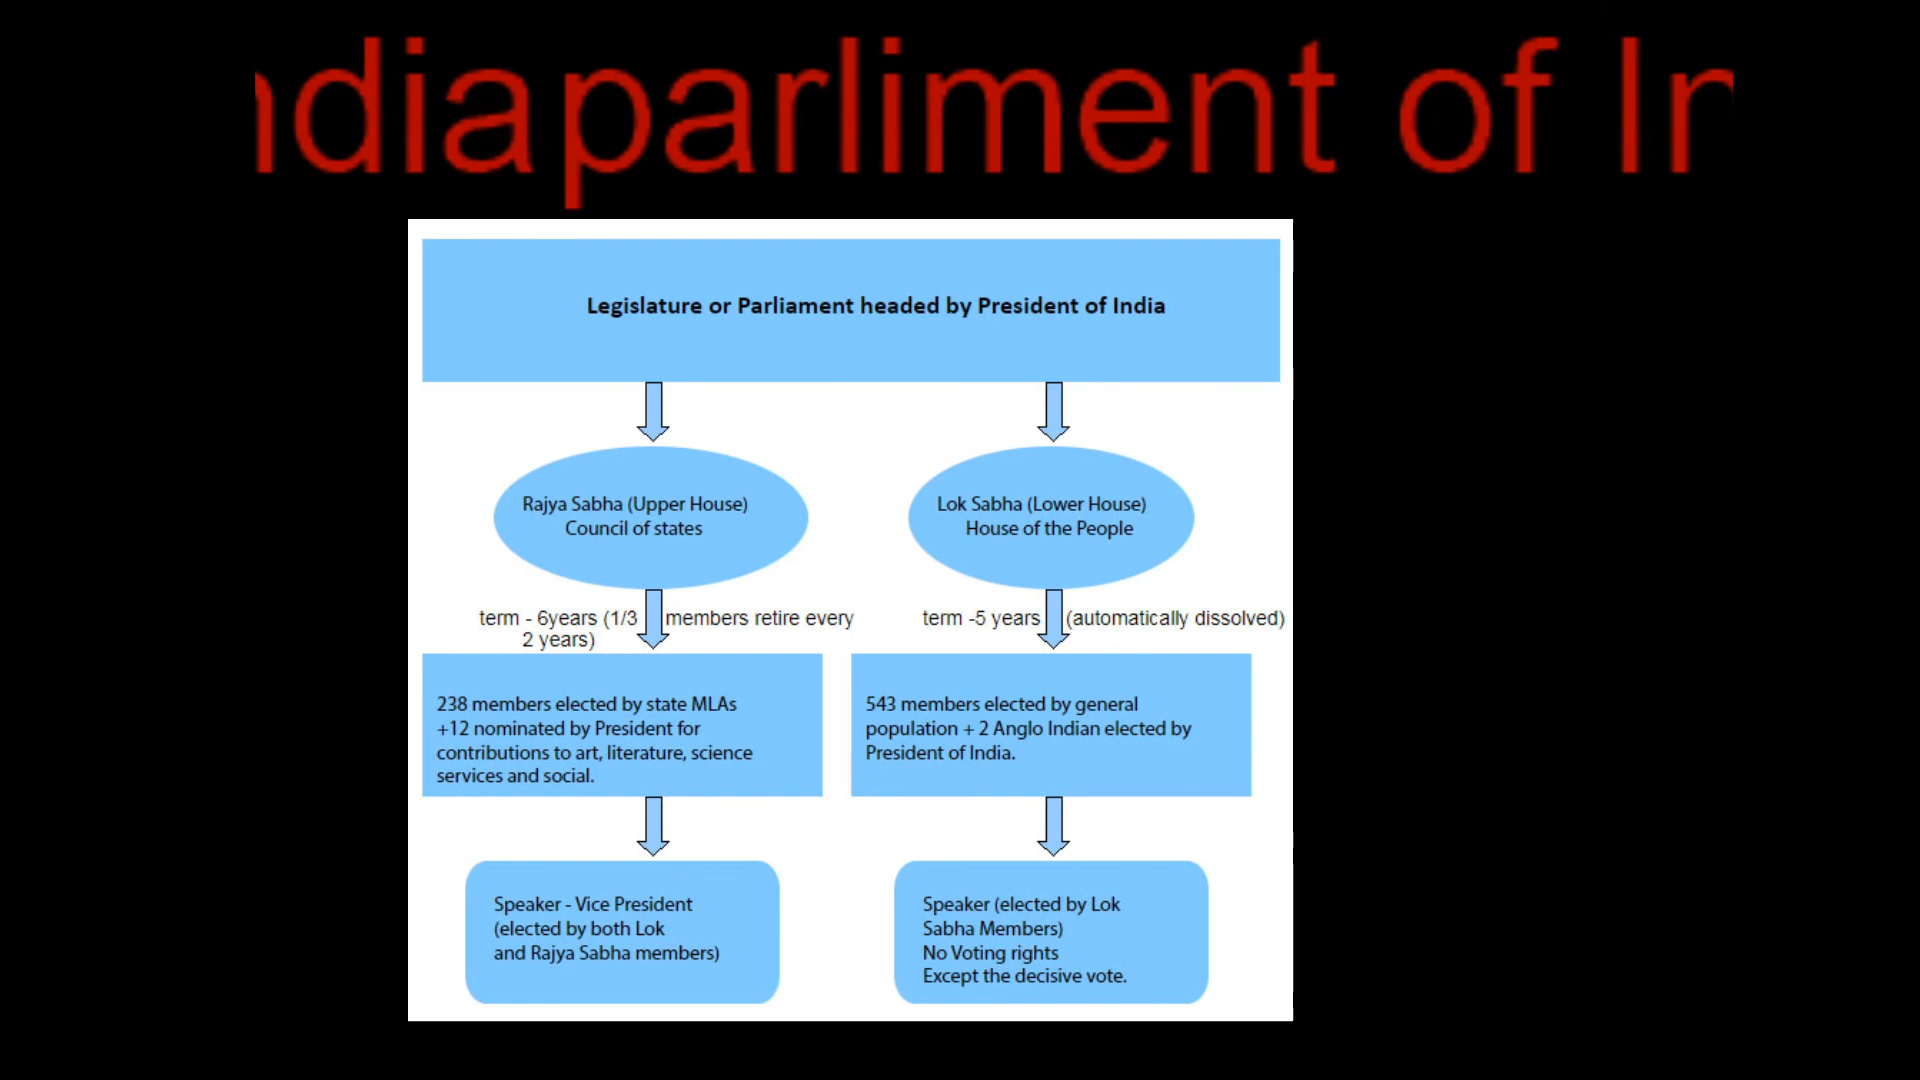 ndiaparliment of In
Legislature or Parliament headed by President of India
Rajya Sabha (Upper House)
Council of states
Lok Sabha (Lower House)
House of the People
term - 6years (1/3 members retire every
2 years)
term -5 years (automatically dissolved)
238 members elected by state MLAs
+12 nominated by President for
contributions to art, literature, science
services and social.
543 members elected by general
population + 2 Anglo Indian elected by
President of India.
Speaker - Vice President
(elected by both Lok
and Rajya Sabha members)
Speaker (elected by Lok
Sabha Members)
No Voting rights
Except the decisive vote.